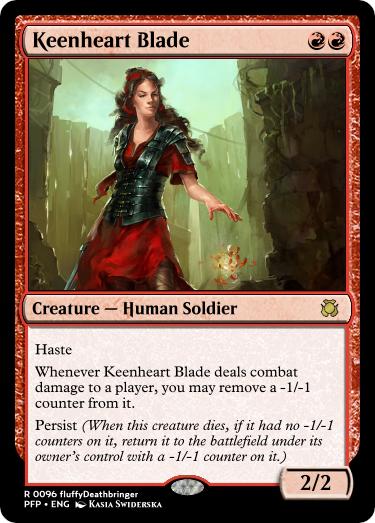 Keenheart Blade
Creature — Human Soldier
Haste
Whenever Keenheart Blade deals combat
damage to a player, you may remove a -1/-1
counter from it.
Persist (When this creature dies, if it had no -1/-1
counters on it, return it to the battlefield under its
owner's control with a -1/-1 counter on it.)
2/2
R 0096 fluffyDeathbringer
PFP • ENG Kasia Swiderska